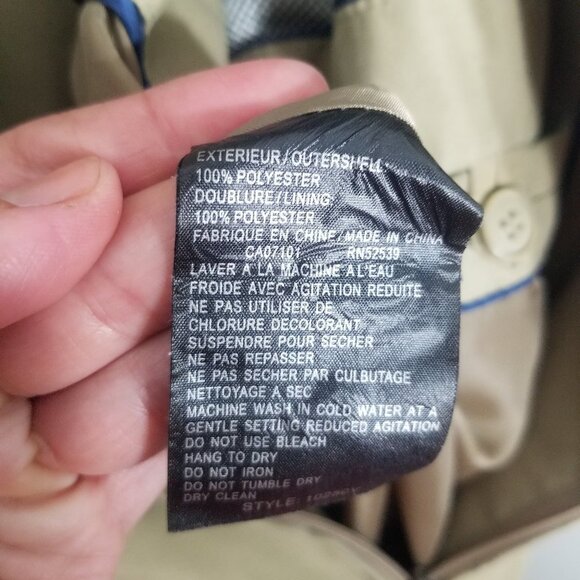 EXTERIEUR/OUTERSHELL
100% POLYESTER
DOUBLURE/LINING
100% POLYESTER
FABRIQUE EN CHINE/MADE IN CHINA
CA07101 RN52539
LAVER A LA MACHINE A L'EAU
FROIDE AVEC AGITATION REDUITE
NE PAS UTILISER DE
CHLORURE DECOLORANT
SUSPENDRE POUR SECHER
NE PAS REPASSER
NE PAS SECHER PAR CULBUTAGE
NETTOYAGE A SEC
MACHINE WASH IN COLD WATER AT A
GENTLE SETTING REDUCED AGITATION
DO NOT USE BLEACH
HANG TO DRY
DO NOT IRON
DO NOT TUMBLE DRY
DRY CLEAN
STYLE: